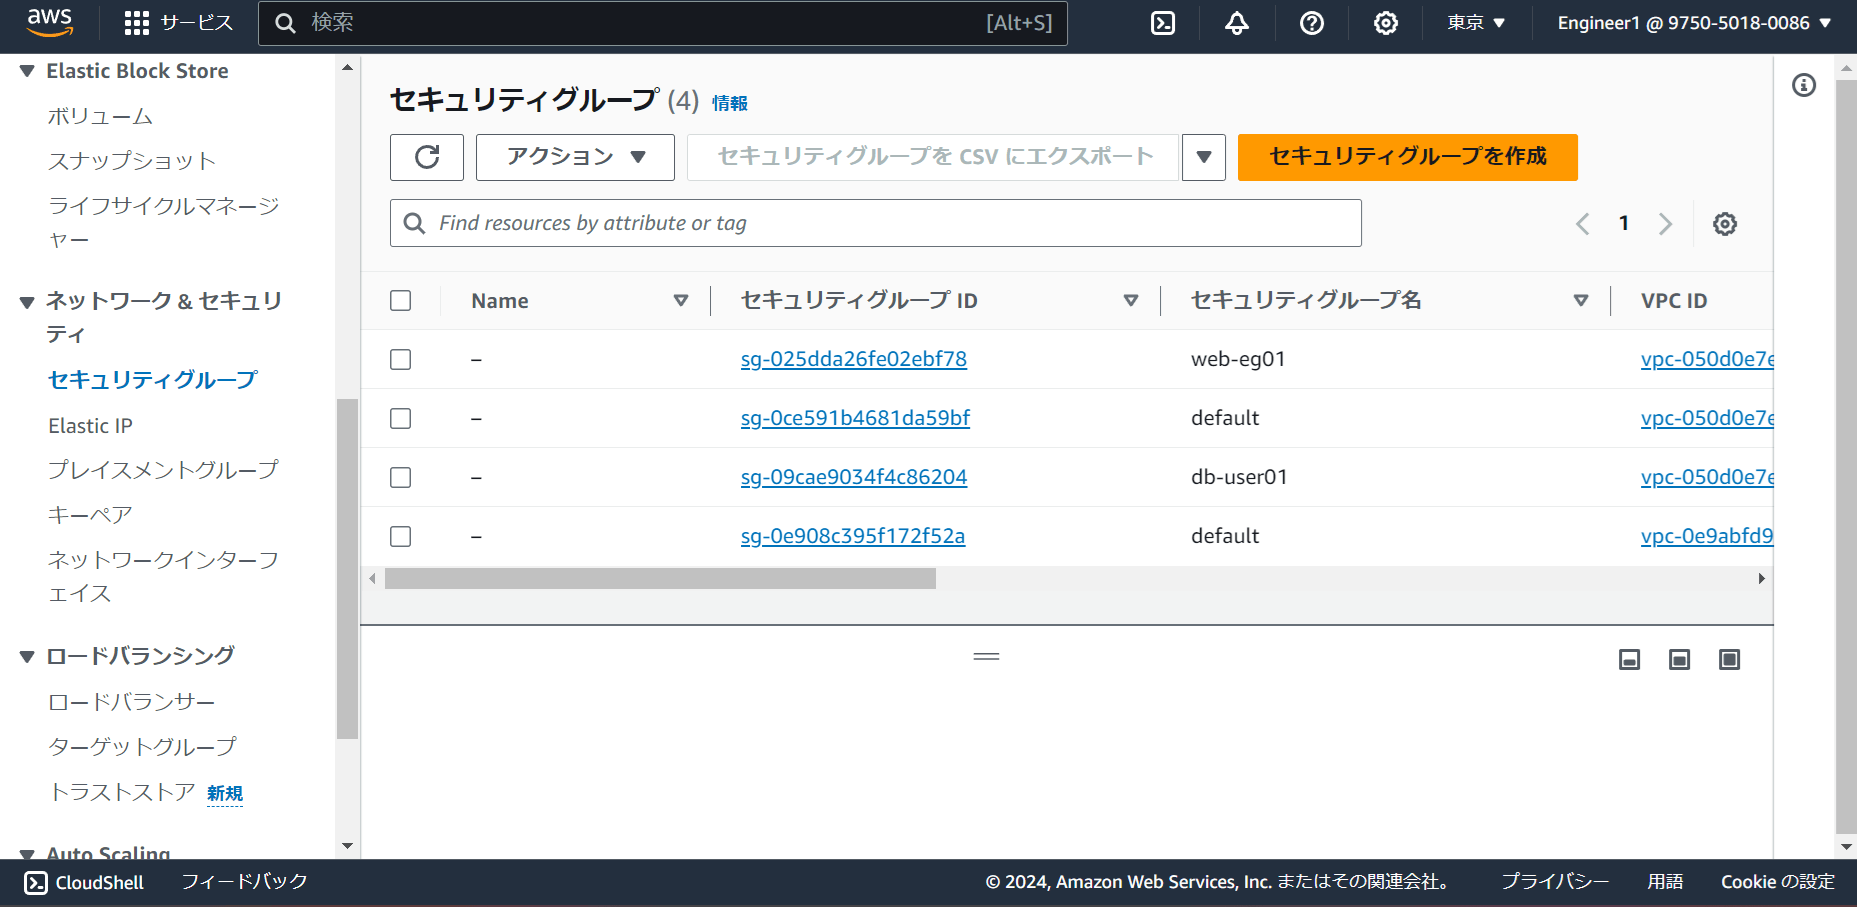 aws
サービス
検索
[Alt+S]
東京
Engineer1 @ 9750-5018-0086
Elastic Block Store
ボリューム
スナップショット
ライフサイクルマネージ
ャー
ネットワーク & セキュリ
ティ
セキュリティグループ
Elastic IP
プレイスメントグループ
キーペア
ネットワークインターフ
ェイス
ロードバランシング
ロードバランサー
ターゲットグループ
トラストストア 新規
Auto Scaling
セキュリティグループ (4) 情報
アクション
セキュリティグループを CSV にエクスポート
セキュリティグループを作成
Find resources by attribute or tag
1
Name セキュリティグループ ID セキュリティグループ名 VPC ID
– sg-025dda26fe02ebf78 web-eg01 vpc-050d0e7e
– sg-0ce591b4681da59bf default vpc-050d0e7e
– sg-09cae9034f4c86204 db-user01 vpc-050d0e7e
– sg-0e908c395f172f52a default vpc-0e9abfd9
CloudShell
フィードバック
© 2024, Amazon Web Services, Inc. またはその関連会社。
プライバシー
用語
Cookie の設定